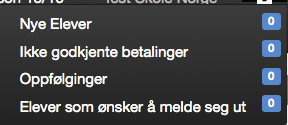 Nye Elever 0
Ikke godkjente betalinger 0
Oppfølginger 0
Elever som ønsker å melde seg ut 0